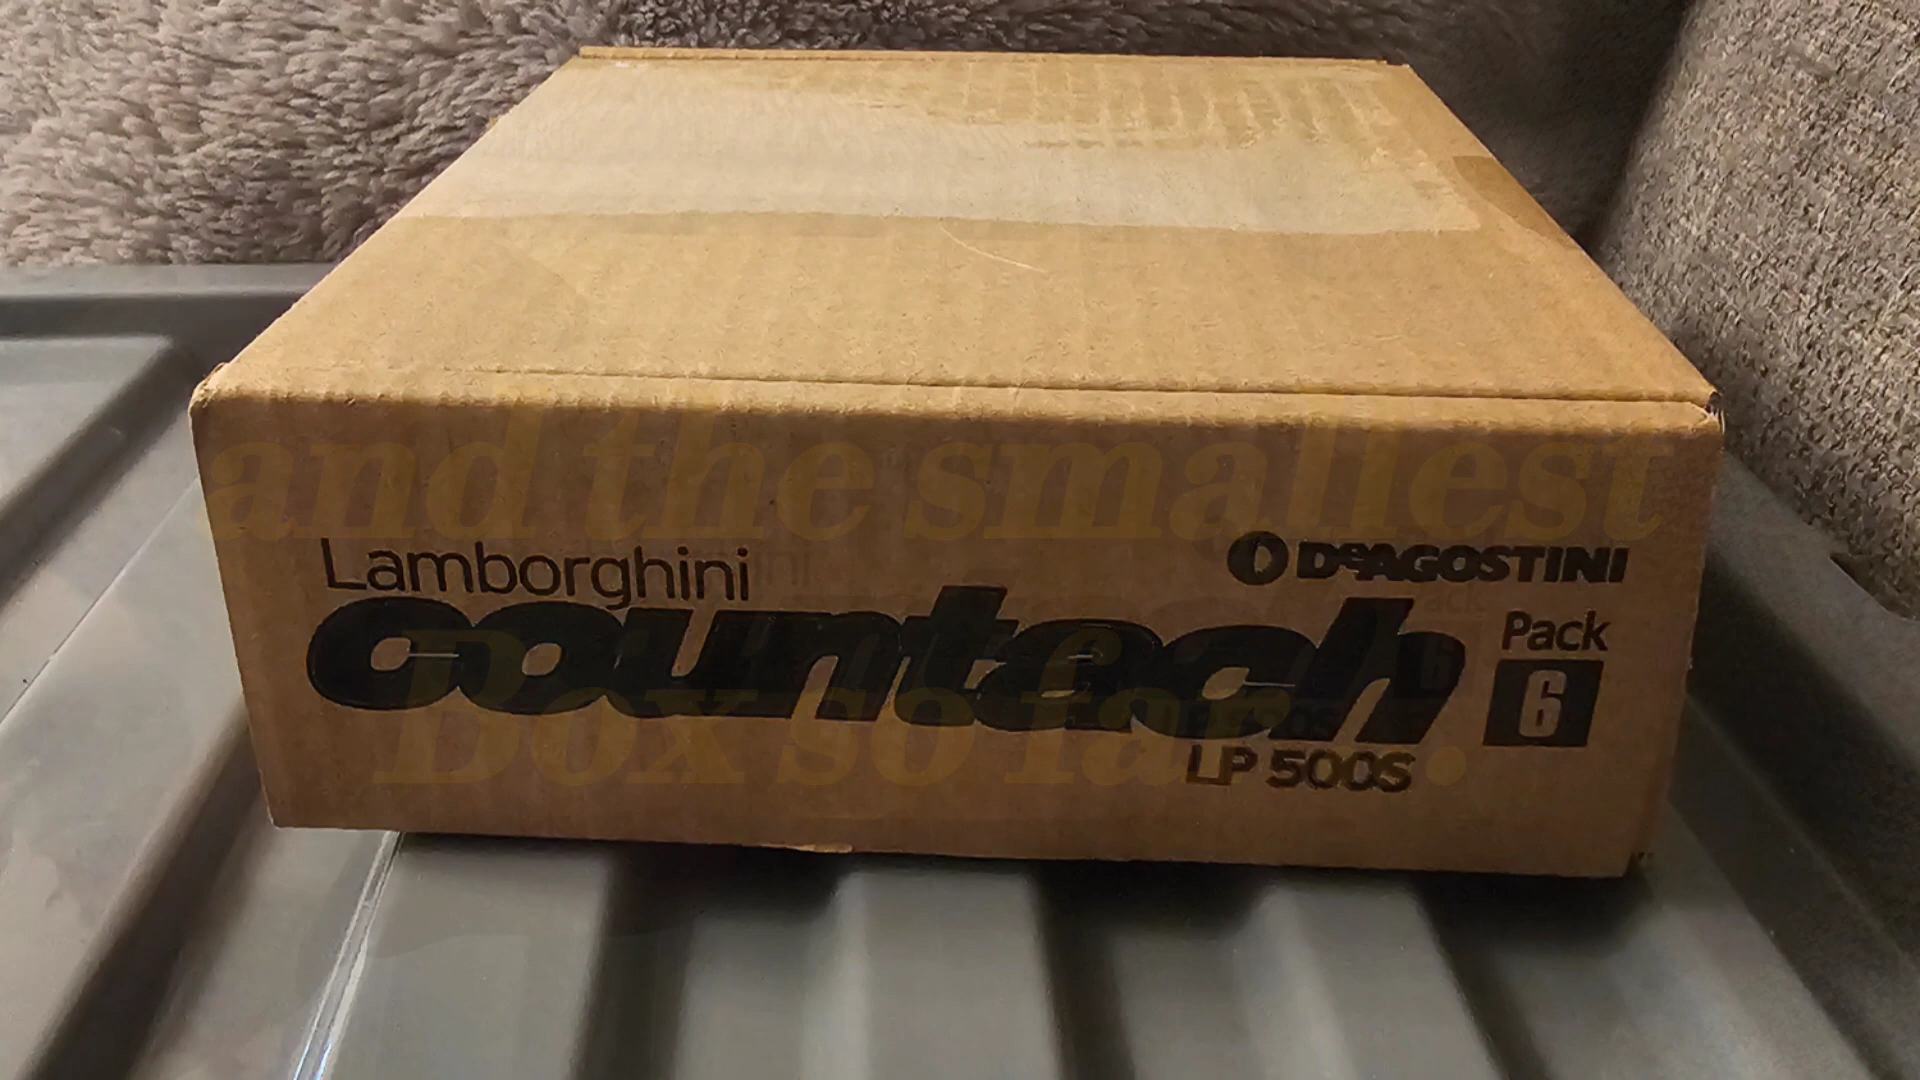 and the smallest
Lamborghini
DeAGOSTINI
countach
Pack
6
Box so far...
LP 500S